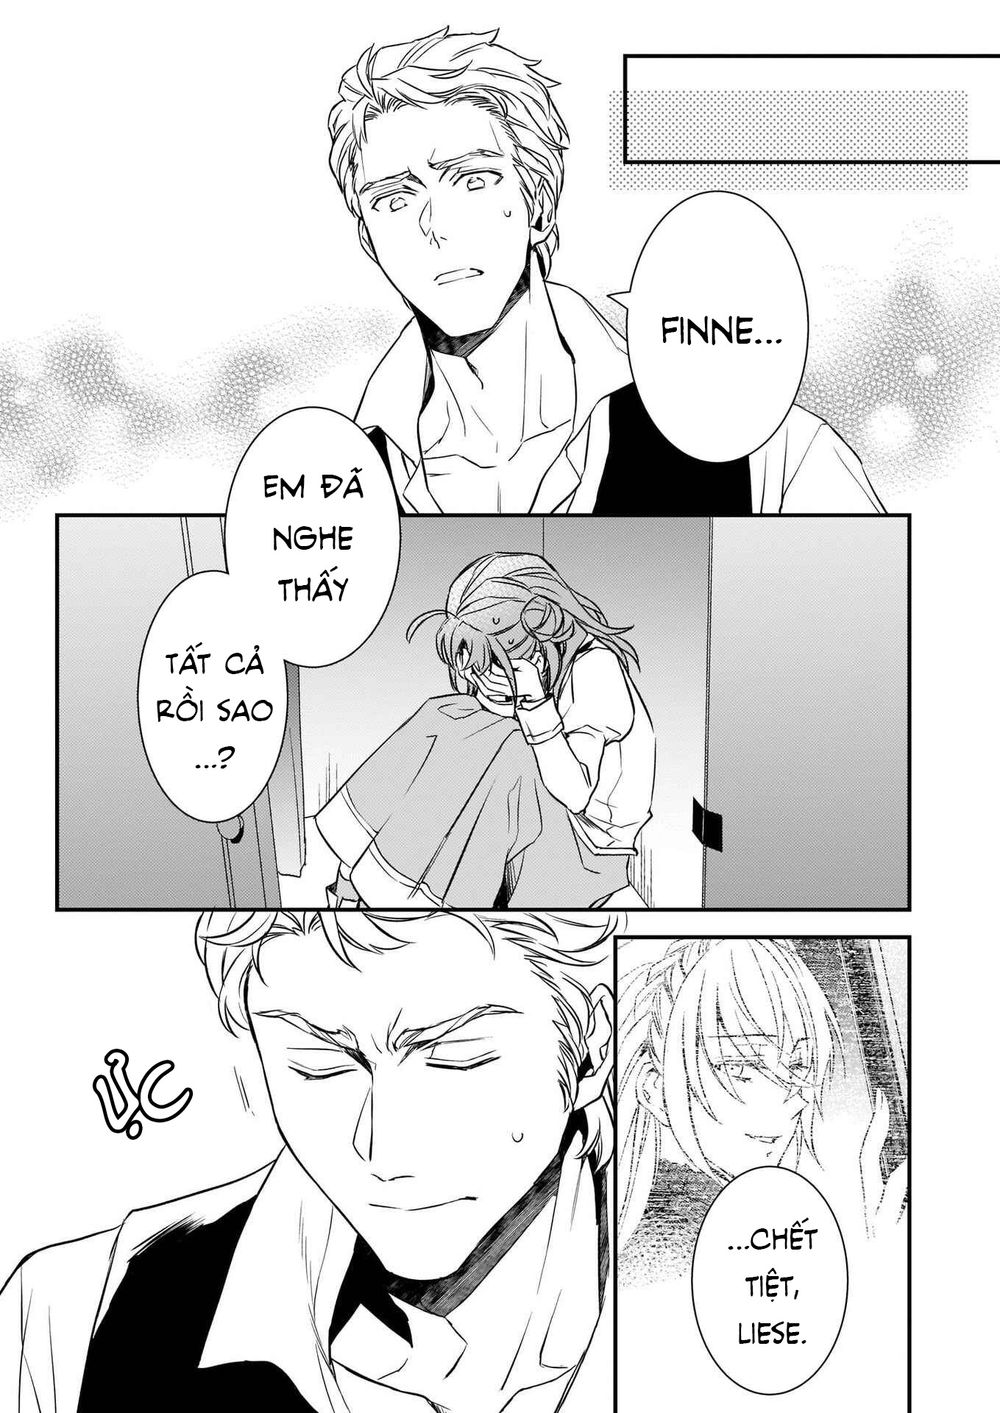 FINNE...
EM ĐÃ
NGHE
THẤY
TẤT CẢ
RỒI SAO
...?
...CHẾT
TIỆT,
LIESE.
ỰC